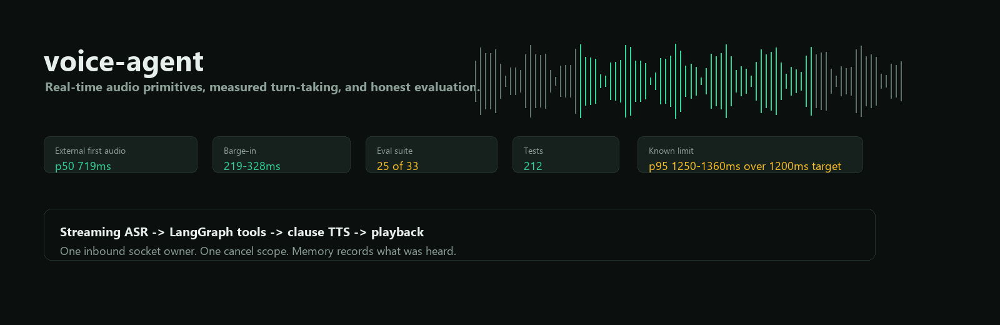 voice-agent
Real-time audio primitives, measured turn-taking, and honest evaluation.
External first audio
p50 719ms
Barge-in
219-328ms
Eval suite
25 of 33
Tests
212
Known limit
p95 1250-1360ms over 1200ms target
Streaming ASR -> LangGraph tools -> clause TTS -> playback
One inbound socket owner. One cancel scope. Memory records what was heard.